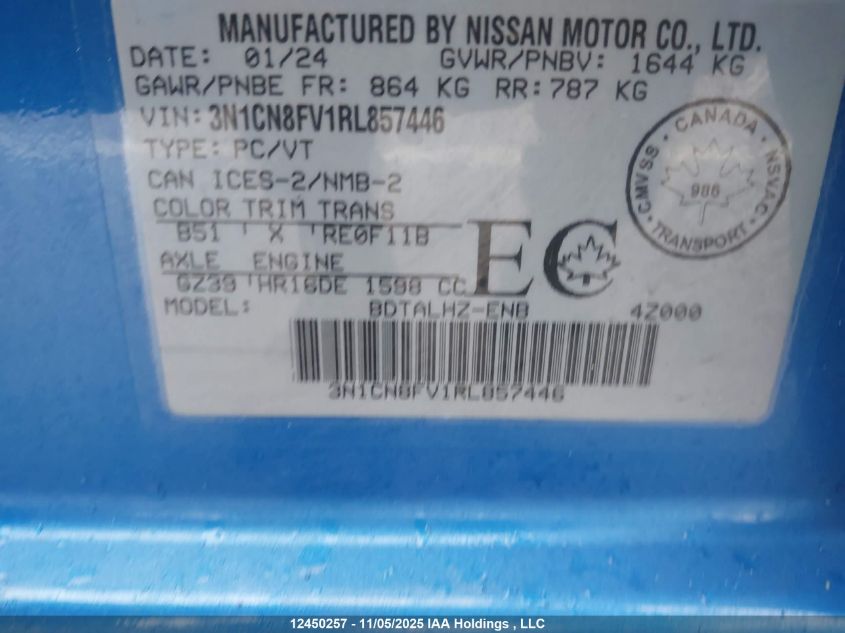 MANUFACTURED BY NISSAN MOTOR CO., LTD.
DATE: 01/24 GVWR/PNBV: 1644 KG
GAWR/PNBE FR: 864 KG RR: 787 KG
VIN: 3N1CN8FV1RL857446
TYPE: PC/VT
CAN ICES-2/NMB-2
COLOR TRIM TRANS
B51 X RE0F11B
AXLE ENGINE
GZ39 HR16DE 1598 CC
EC
CANADA
CMVSS
NSVAC
986
TRANSPORT
MODEL: BDTALHZ-ENB 4Z000
3N1CN8FV1RL857446
12450257 - 11/05/2025 IAA Holdings , LLC